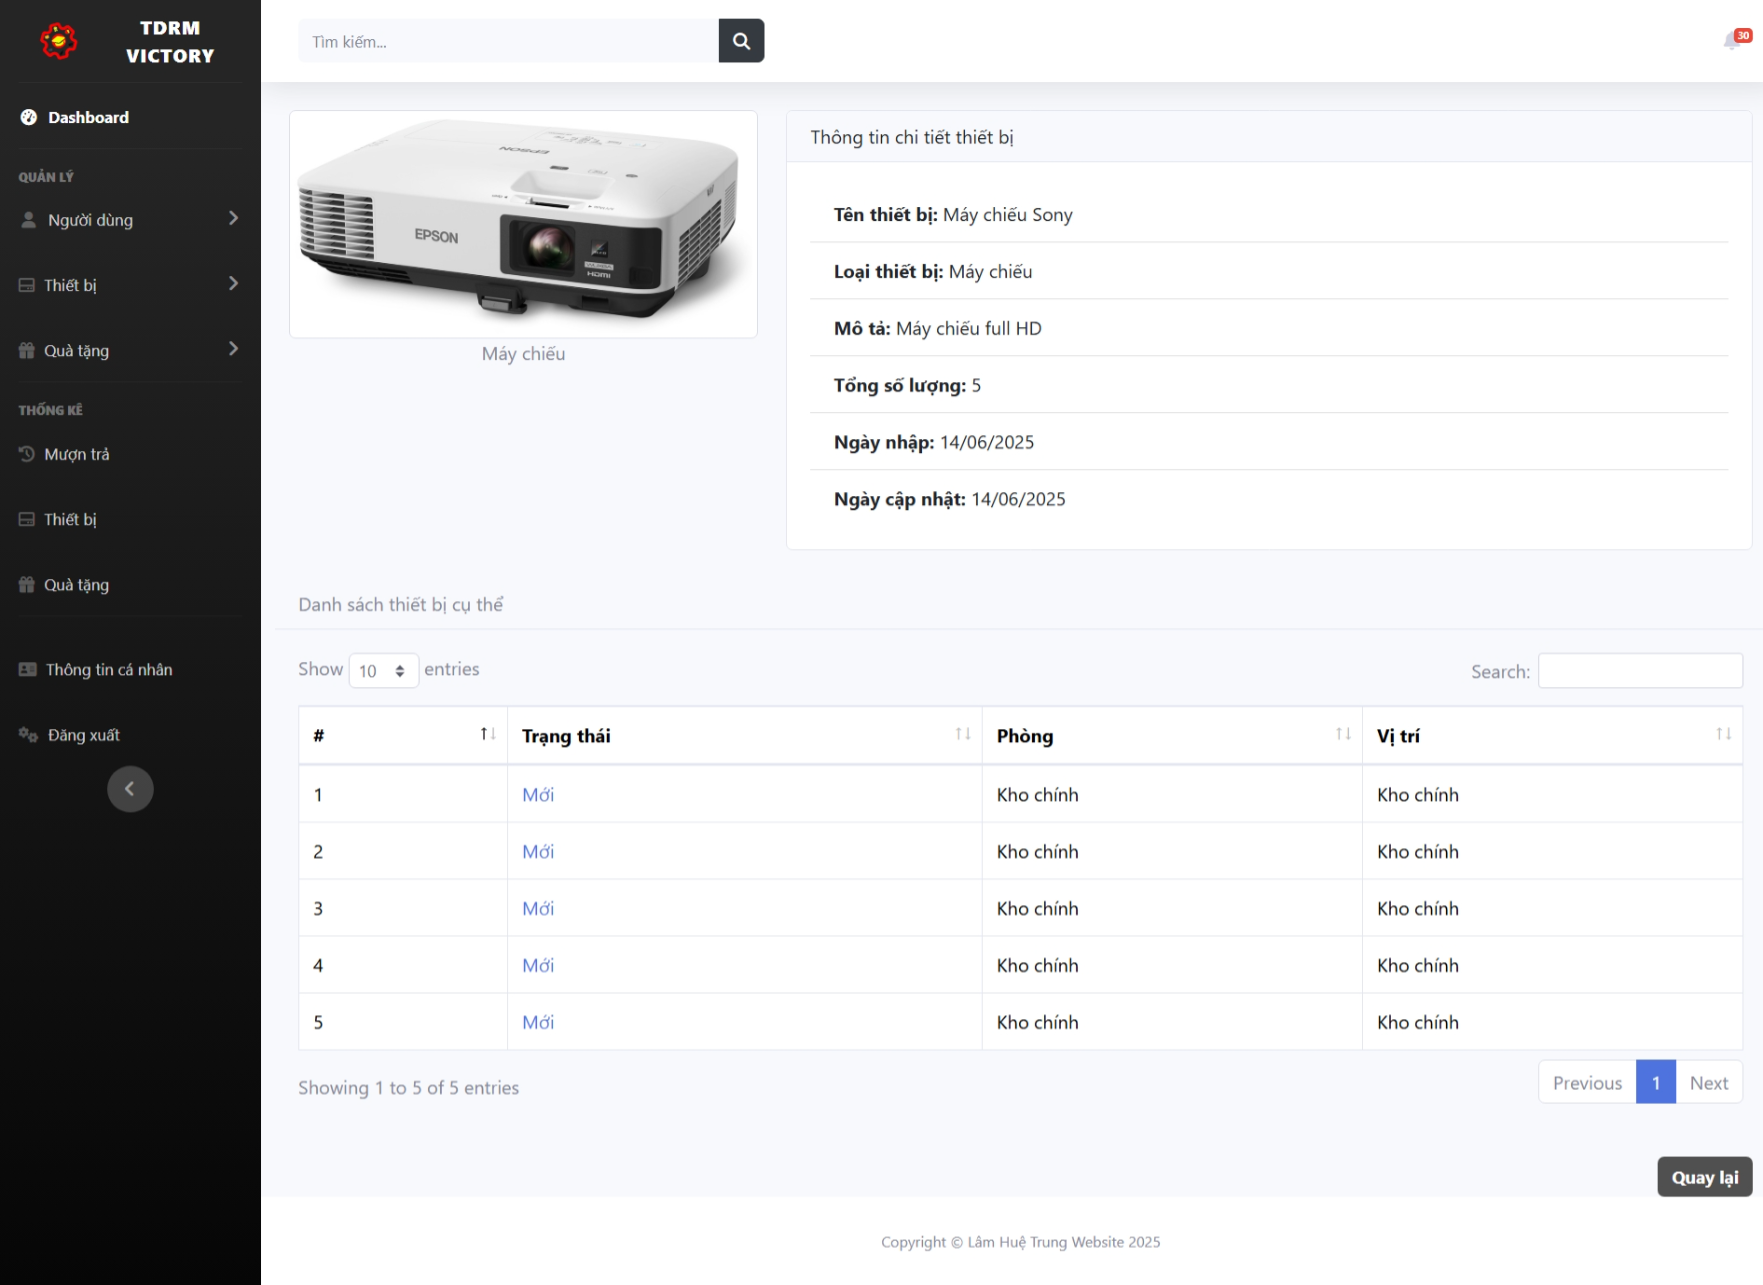 TDRM
VICTORY
Dashboard
QUẢN LÝ
Người dùng
Thiết bị
Quà tặng
THỐNG KÊ
Mượn trả
Thiết bị
Quà tặng
Thông tin cá nhân
Đăng xuất
Tìm kiếm...
30
EPSON
EPSON
HDMI
Máy chiếu
Thông tin chi tiết thiết bị
Tên thiết bị: Máy chiếu Sony
Loại thiết bị: Máy chiếu
Mô tả: Máy chiếu full HD
Tổng số lượng: 5
Ngày nhập: 14/06/2025
Ngày cập nhật: 14/06/2025
Danh sách thiết bị cụ thể
Show 10 entries
Search:
# Trạng thái Phòng Vị trí
1 Mới Kho chính Kho chính
2 Mới Kho chính Kho chính
3 Mới Kho chính Kho chính
4 Mới Kho chính Kho chính
5 Mới Kho chính Kho chính
Showing 1 to 5 of 5 entries
Previous 1 Next
Quay lại
Copyright © Lâm Huệ Trung Website 2025